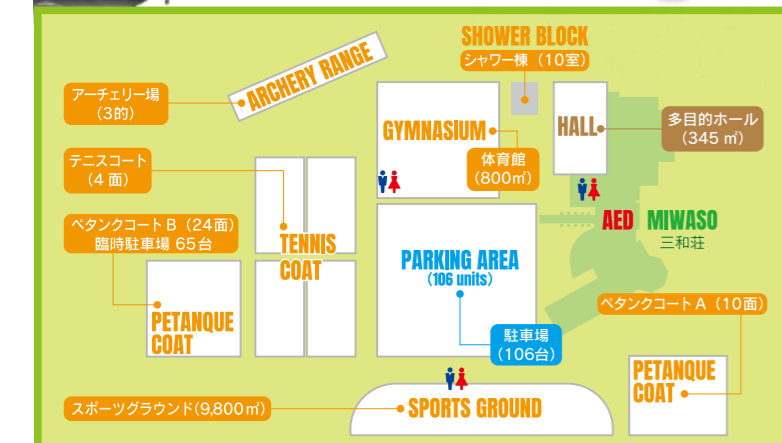 SHOWER BLOCK
シャワー棟（10室）
ARCHERY RANGE
アーチェリー場
（3的）
GYMNASIUM
体育館
（800㎡）
HALL
多目的ホール
（345 ㎡）
テニスコート
（4 面）
ペタンクコート B（24面）
臨時駐車場 65台
TENNIS
COAT
AED
MIWASO
三和荘
PARKING AREA
(106 units)
駐車場
（106台）
ペタンクコート A（10面）
PETANQUE
COAT
PETANQUE
COAT
スポーツグラウンド（9,800㎡）
SPORTS GROUND